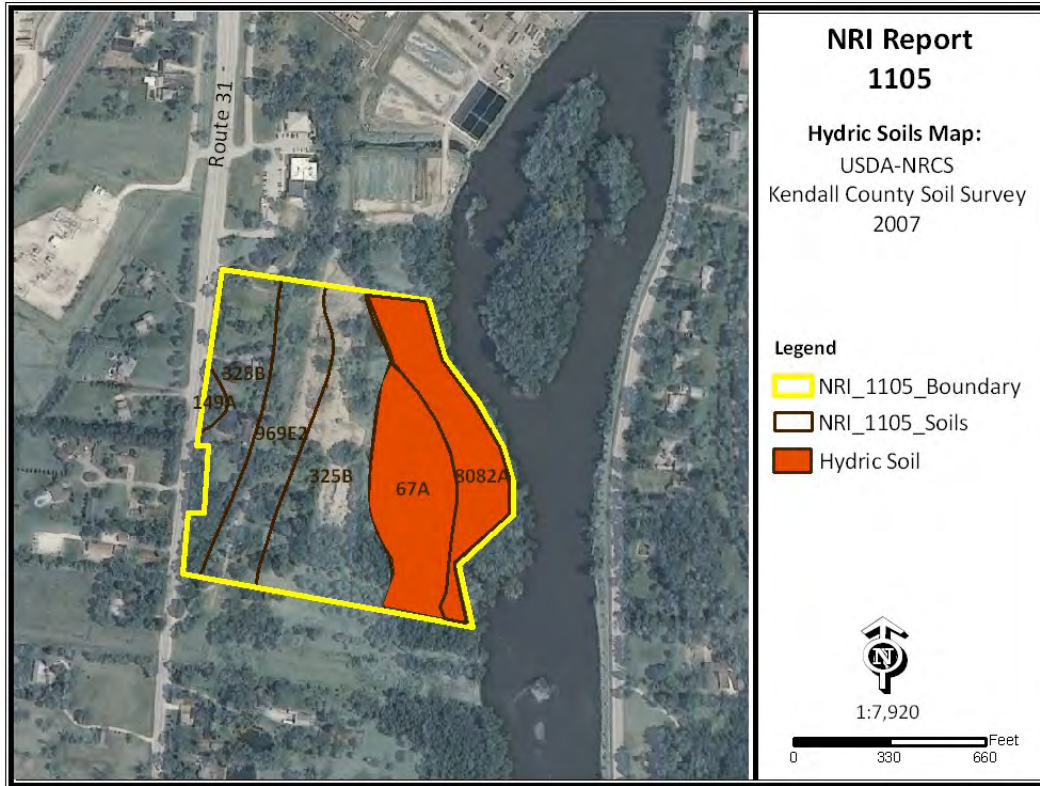 NRI Report
1105
Hydric Soils Map:
USDA-NRCS
Kendall County Soil Survey
2007
Legend
NRI_1105_Boundary
NRI_1105_Soils
Hydric Soil
N
1:7,920
Feet
0 330 660
Route 31
328B
149A
969E2
325B
67A
8082A